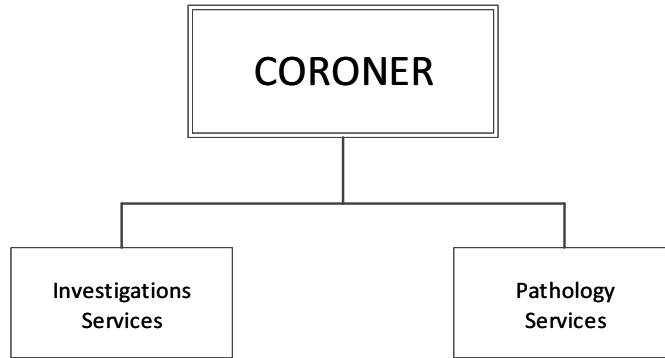 CORONER
Investigations
Services
Pathology
Services